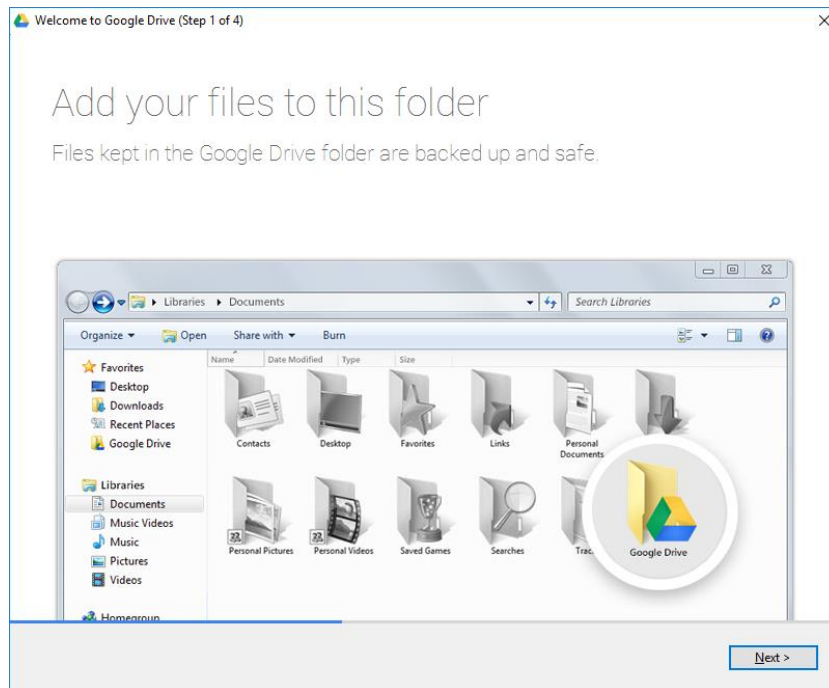 Welcome to Google Drive (Step 1 of 4)
Add your files to this folder
Files kept in the Google Drive folder are backed up and safe.
Libraries Documents
Search Libraries
Organize Open Share with Burn
Favorites
Desktop
Downloads
Recent Places
Google Drive
Libraries
Documents
Music Videos
Music
Pictures
Videos
Homegroup
Name Date Modified Type Size
Contacts Desktop Favorites Links Personal
Documents
Personal Pictures Personal Videos Saved Games Searches Trac
Google Drive
Next >